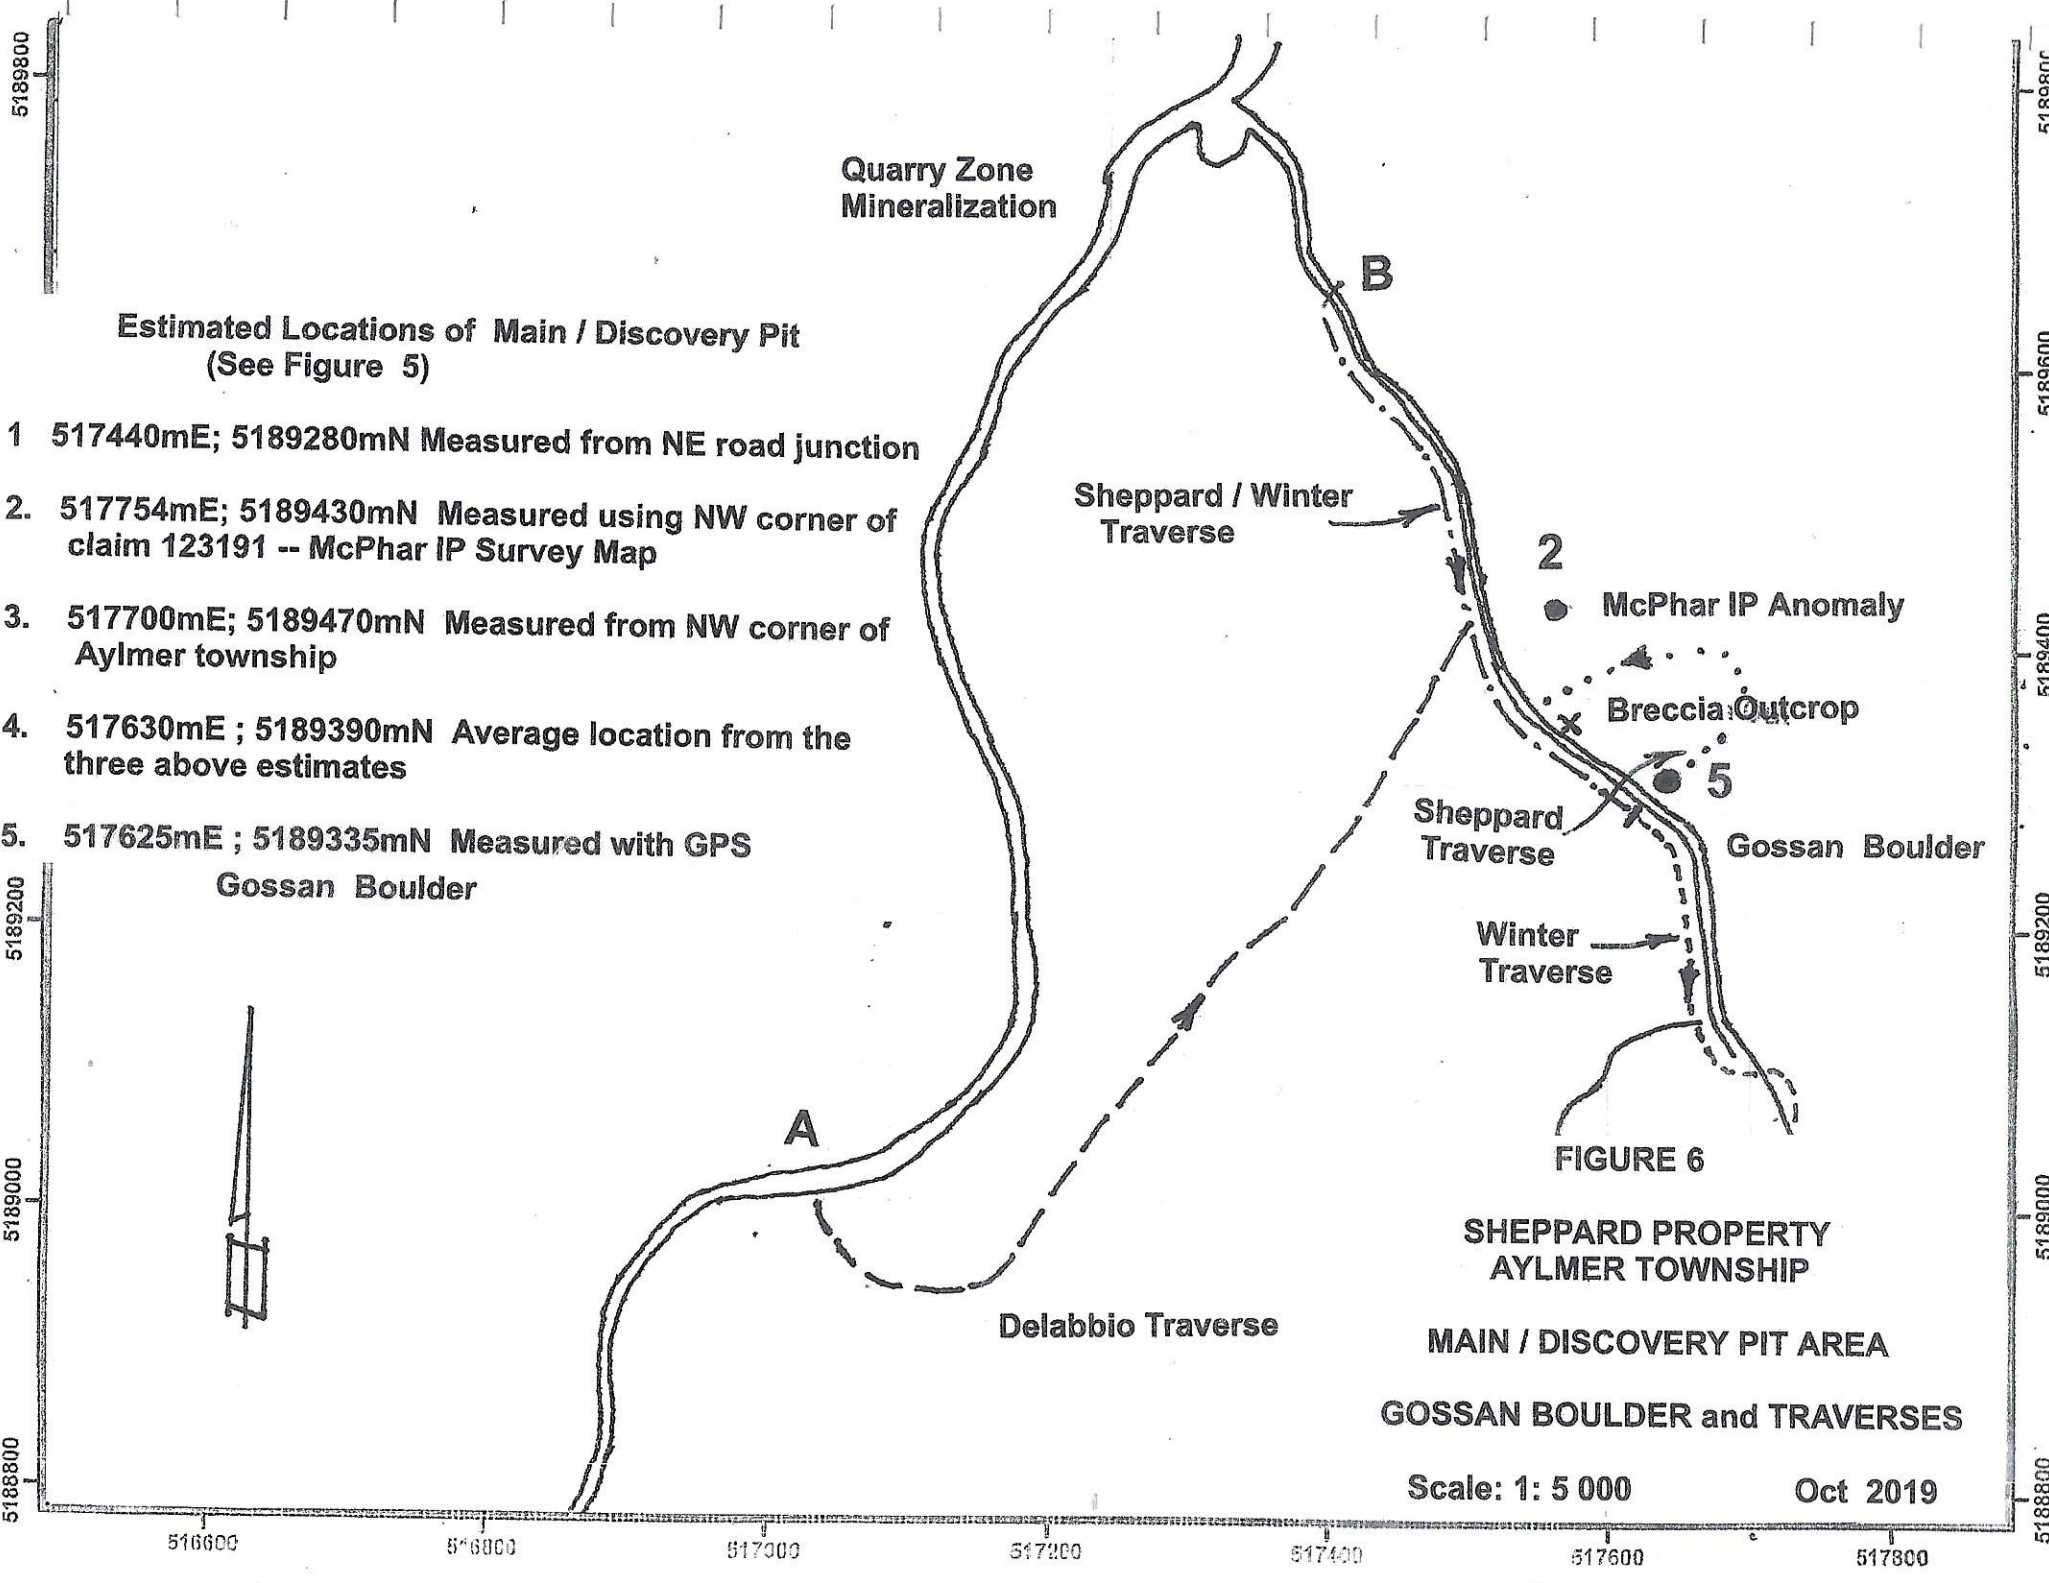 5189800
5189800
Quarry Zone
Mineralization
B
Estimated Locations of Main / Discovery Pit
(See Figure 5)
5189600
1 517440mE; 5189280mN Measured from NE road junction
2. 517754mE; 5189430mN Measured using NW corner of
claim 123191 -- McPhar IP Survey Map
Sheppard / Winter
Traverse
2
McPhar IP Anomaly
3. 517700mE; 5189470mN Measured from NW corner of
Aylmer township
5189400
Breccia Outcrop
4. 517630mE ; 5189390mN Average location from the
three above estimates
5
Sheppard
Traverse
5. 517625mE ; 5189335mN Measured with GPS
Gossan Boulder
Gossan Boulder
5189200
5189200
Winter
Traverse
A
FIGURE 6
5189000
5189000
SHEPPARD PROPERTY
AYLMER TOWNSHIP
Delabbio Traverse
MAIN / DISCOVERY PIT AREA
GOSSAN BOULDER and TRAVERSES
5188800
5188800
Scale: 1: 5 000 Oct 2019
516600 516800 517000 517200 517400 517600 517800